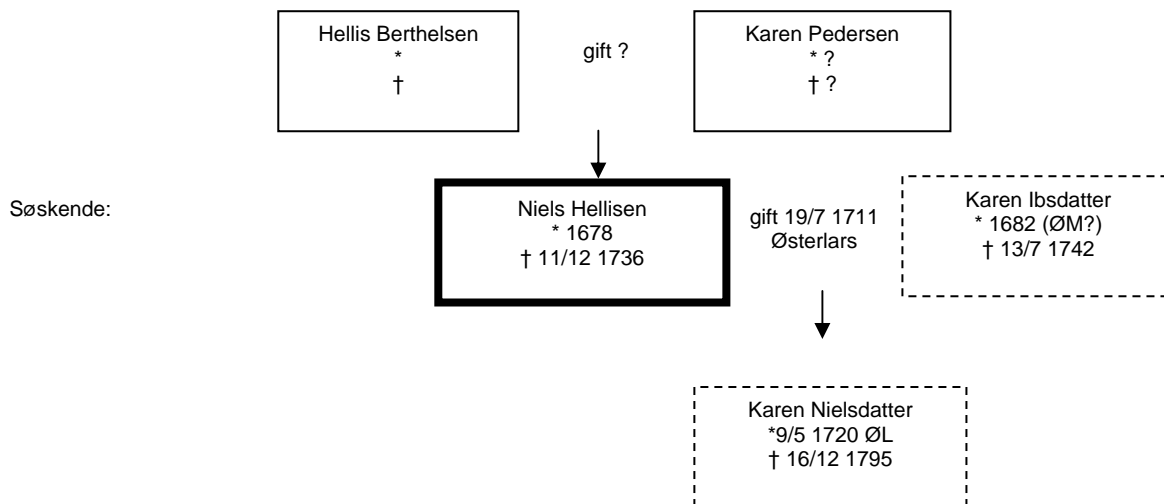 Hellis Berthelsen
*
†
gift ?
Karen Pedersen
* ?
† ?
Søskende:
Niels Hellisen
* 1678
† 11/12 1736
gift 19/7 1711
Østerlars
Karen Ibsdatter
* 1682 (ØM?)
† 13/7 1742
Karen Nielsdatter
*9/5 1720 ØL
† 16/12 1795